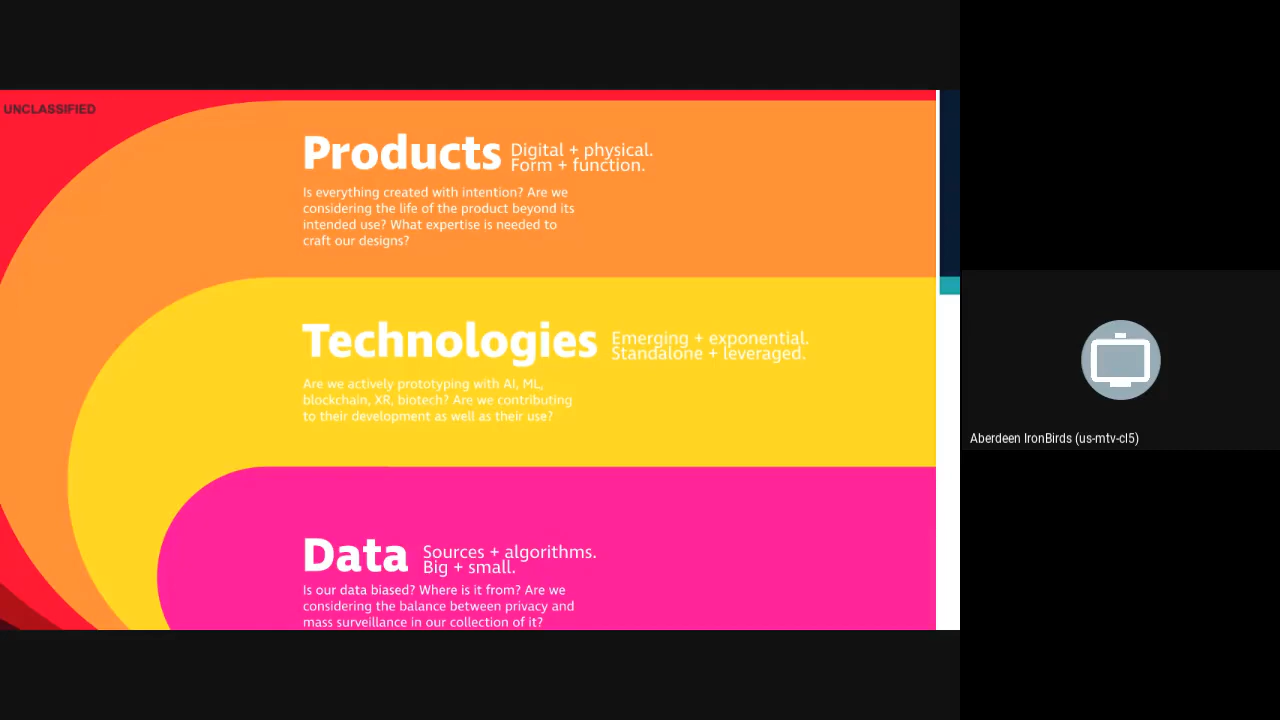 UNCLASSIFIED
Products
Digital + physical.
Form + function.
Is everything created with intention? Are we
considering the life of the product beyond its
intended use? What expertise is needed to
craft our designs?
Technologies
Emerging + exponential.
Standalone + leveraged.
Are we actively prototyping with AI, ML,
blockchain, XR, biotech? Are we contributing
to their development as well as their use?
Data
Sources + algorithms.
Big + small.
Is our data biased? Where is it from? Are we
considering the balance between privacy and
mass surveillance in our collection of it?
Aberdeen IronBirds (us-mtv-cl5)